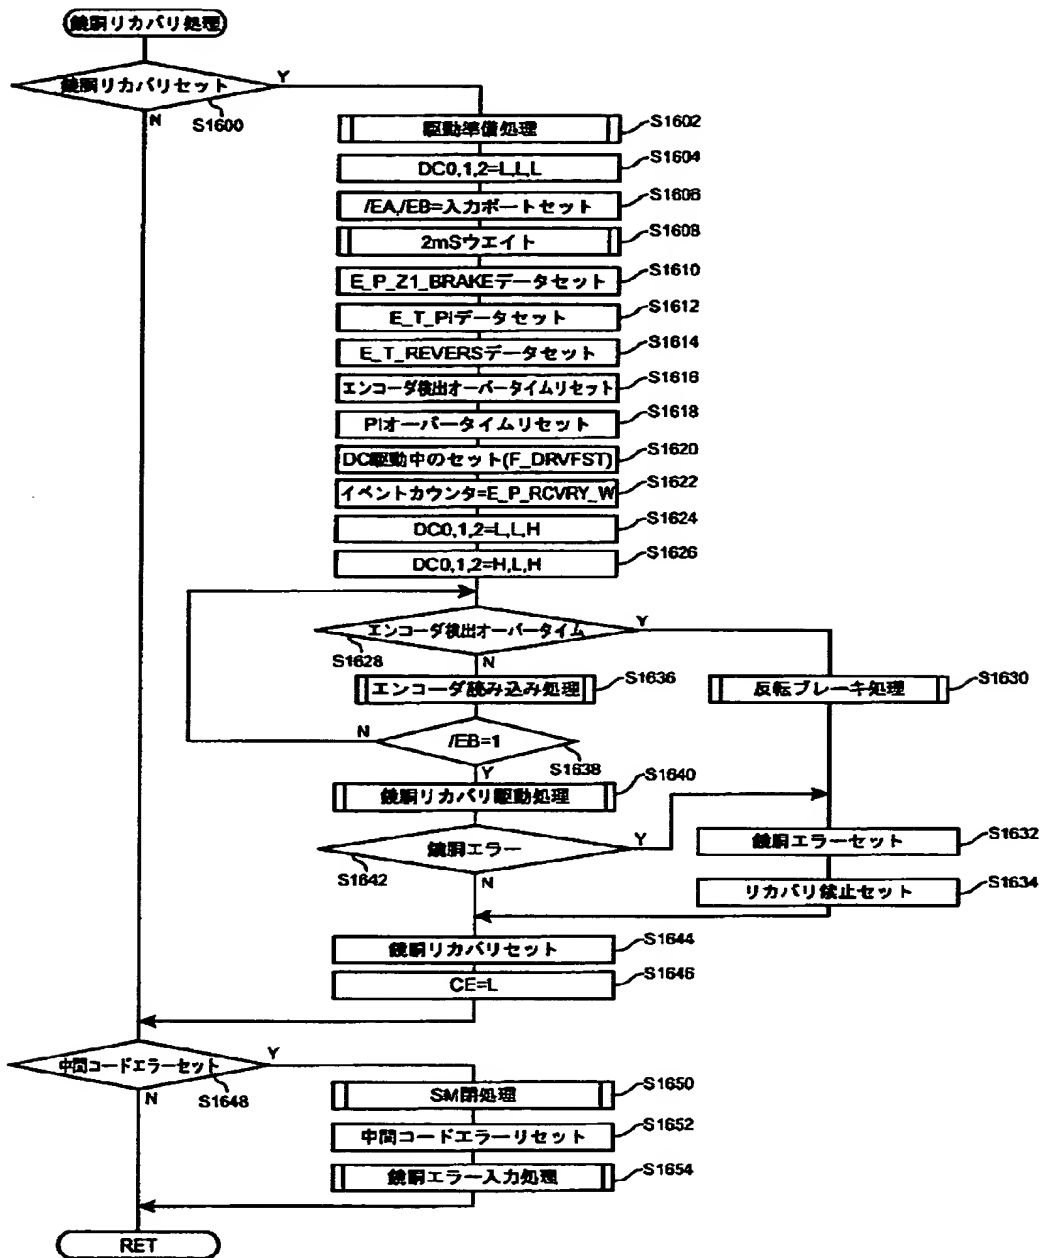 鏡胴リカバリ処理
鏡胴リカバリセット
Y
N
S1600
駆動準備処理
S1602
DC0,1,2=L,L,L
S1604
/EA,/EB=入力ポートセット
S1606
2mSウエイト
S1608
E_P_Z1_BRAKEデータセット
S1610
E_T_PIデータセット
S1612
E_T_REVERSデータセット
S1614
エンコーダ検出オーバータイムリセット
S1616
PIオーバータイムリセット
S1618
DC駆動中のセット(F_DRVFST)
S1620
イベントカウンタ=E_P_RCVRY_W
S1622
DC0,1,2=L,L,H
S1624
DC0,1,2=H,L,H
S1626
エンコーダ検出オーバータイム
Y
S1628
N
エンコーダ読み込み処理
S1636
反転ブレーキ処理
S1630
N
/EB=1
S1638
Y
鏡胴リカバリ駆動処理
S1640
鏡胴エラー
Y
S1642
N
鏡胴エラーセット
S1632
リカバリ禁止セット
S1634
鏡胴リカバリセット
S1644
CE=L
S1646
中間コードエラーセット
Y
N
S1648
SM閉処理
S1650
中間コードエラーリセット
S1652
鏡胴エラー入力処理
S1654
RET